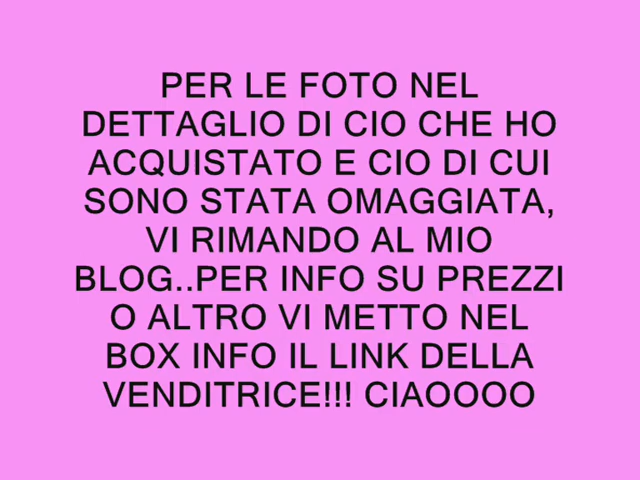 PER LE FOTO NEL
DETTAGLIO DI CIO CHE HO
ACQUISTATO E CIO DI CUI
SONO STATA OMAGGIATA,
VI RIMANDO AL MIO
BLOG..PER INFO SU PREZZI
O ALTRO VI METTO NEL
BOX INFO IL LINK DELLA
VENDITRICE!!! CIAOOOO